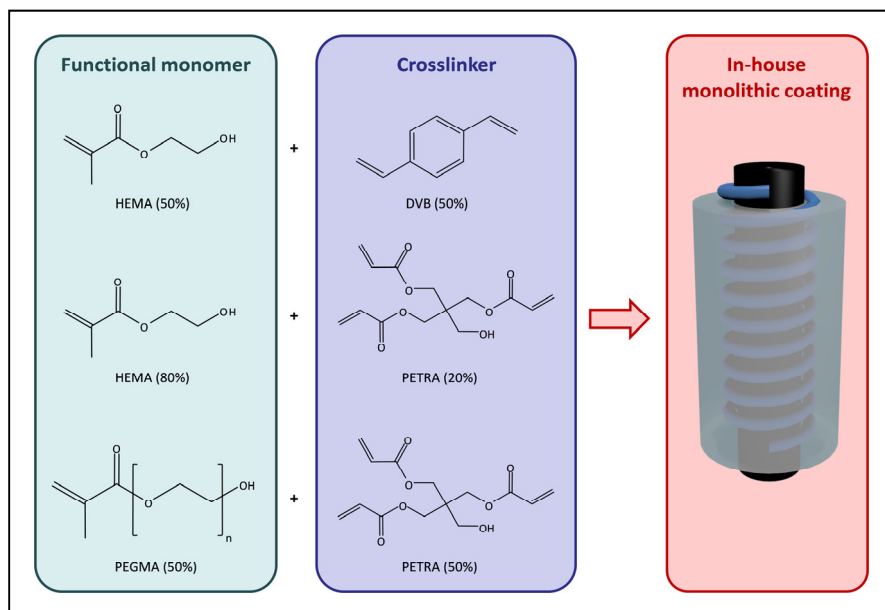 Functional monomer
Crosslinker
In-house
monolithic coating
O
O
OH
+
HEMA (50%)
DVB (50%)
O
O
OH
+
HEMA (80%)
O
O
O
O
O
O
OH
PETRA (20%)
O
O
OH
n
+
PEGMA (50%)
O
O
O
O
O
O
OH
PETRA (50%)